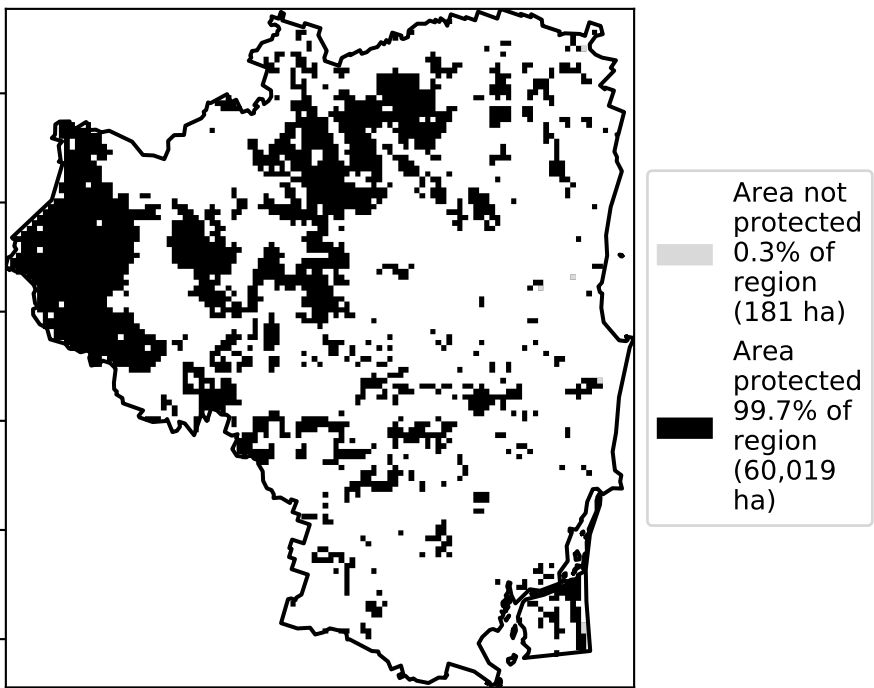 Area not
protected
0.3% of
region
(181 ha)
Area
protected
99.7% of
region
(60,019
ha)